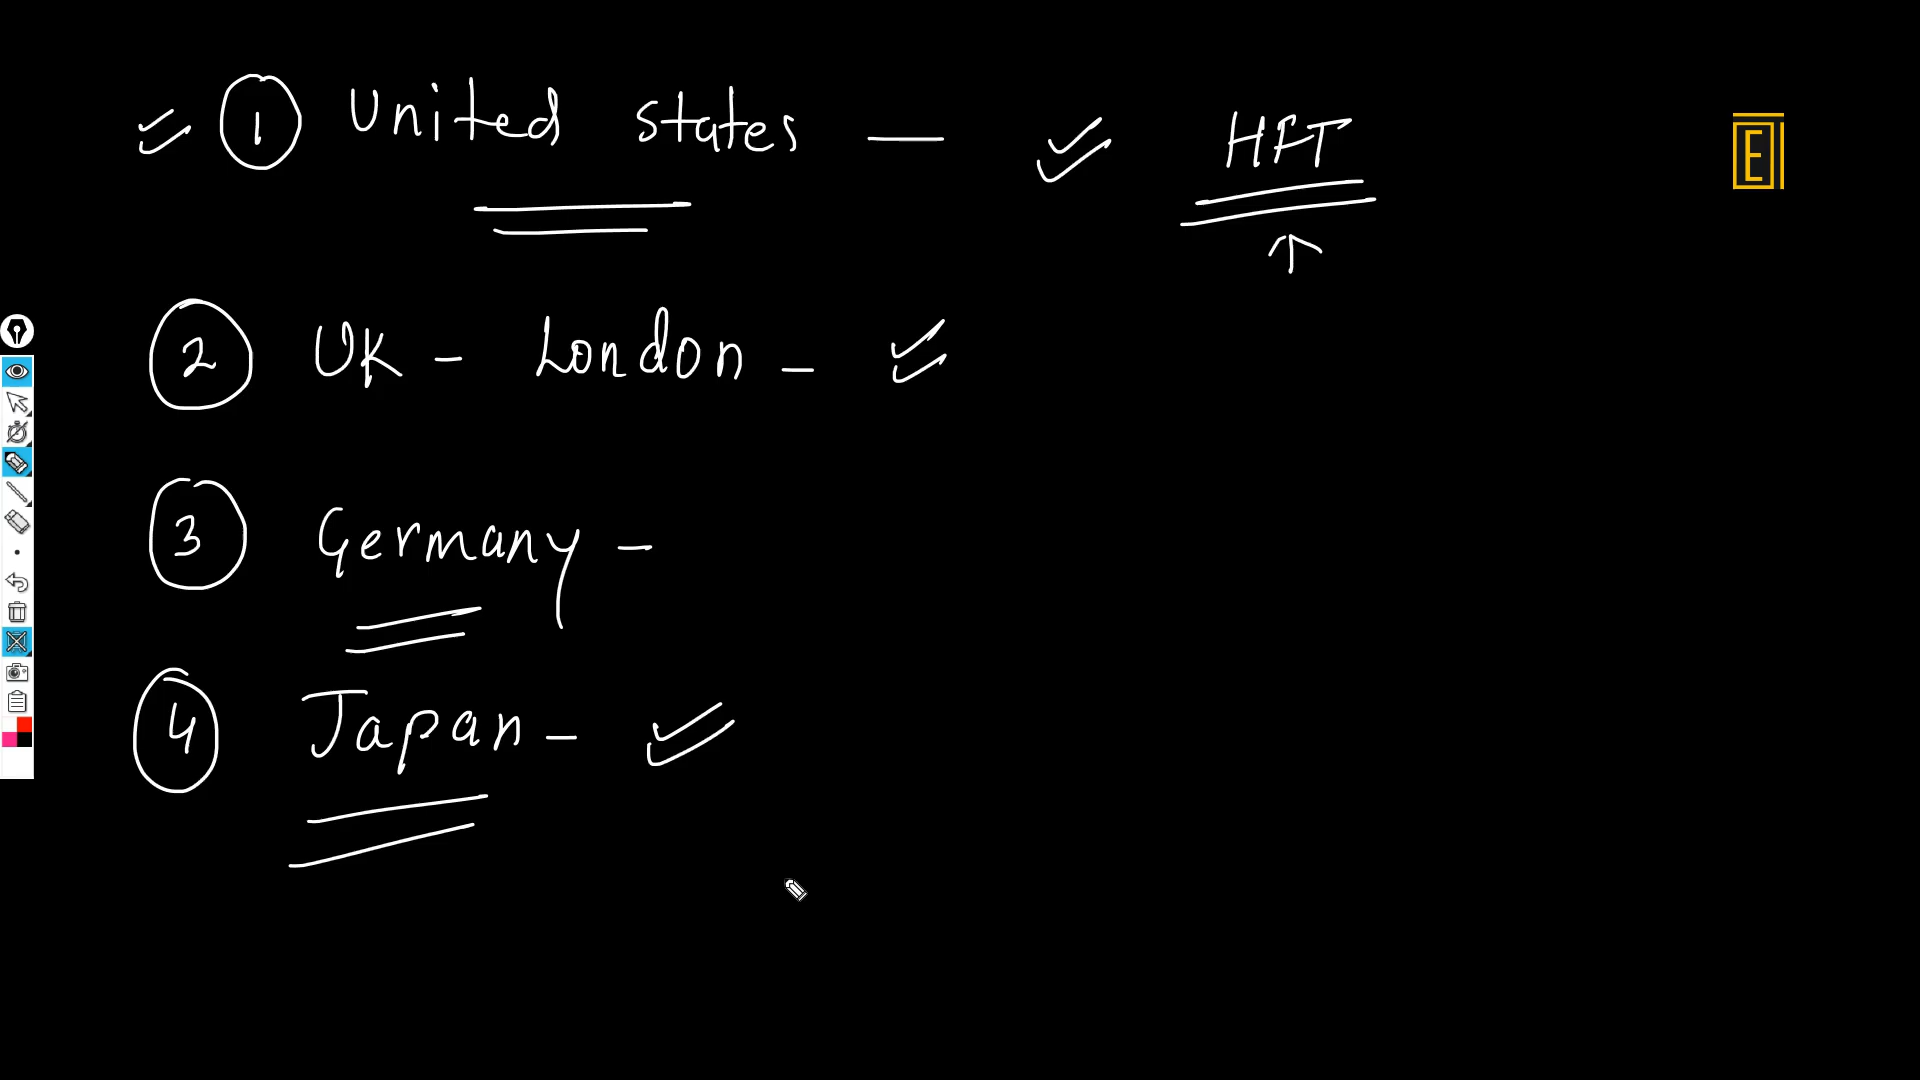 1 United states — HFT
2 UK - London -
3 Germany -
4 Japan -
E